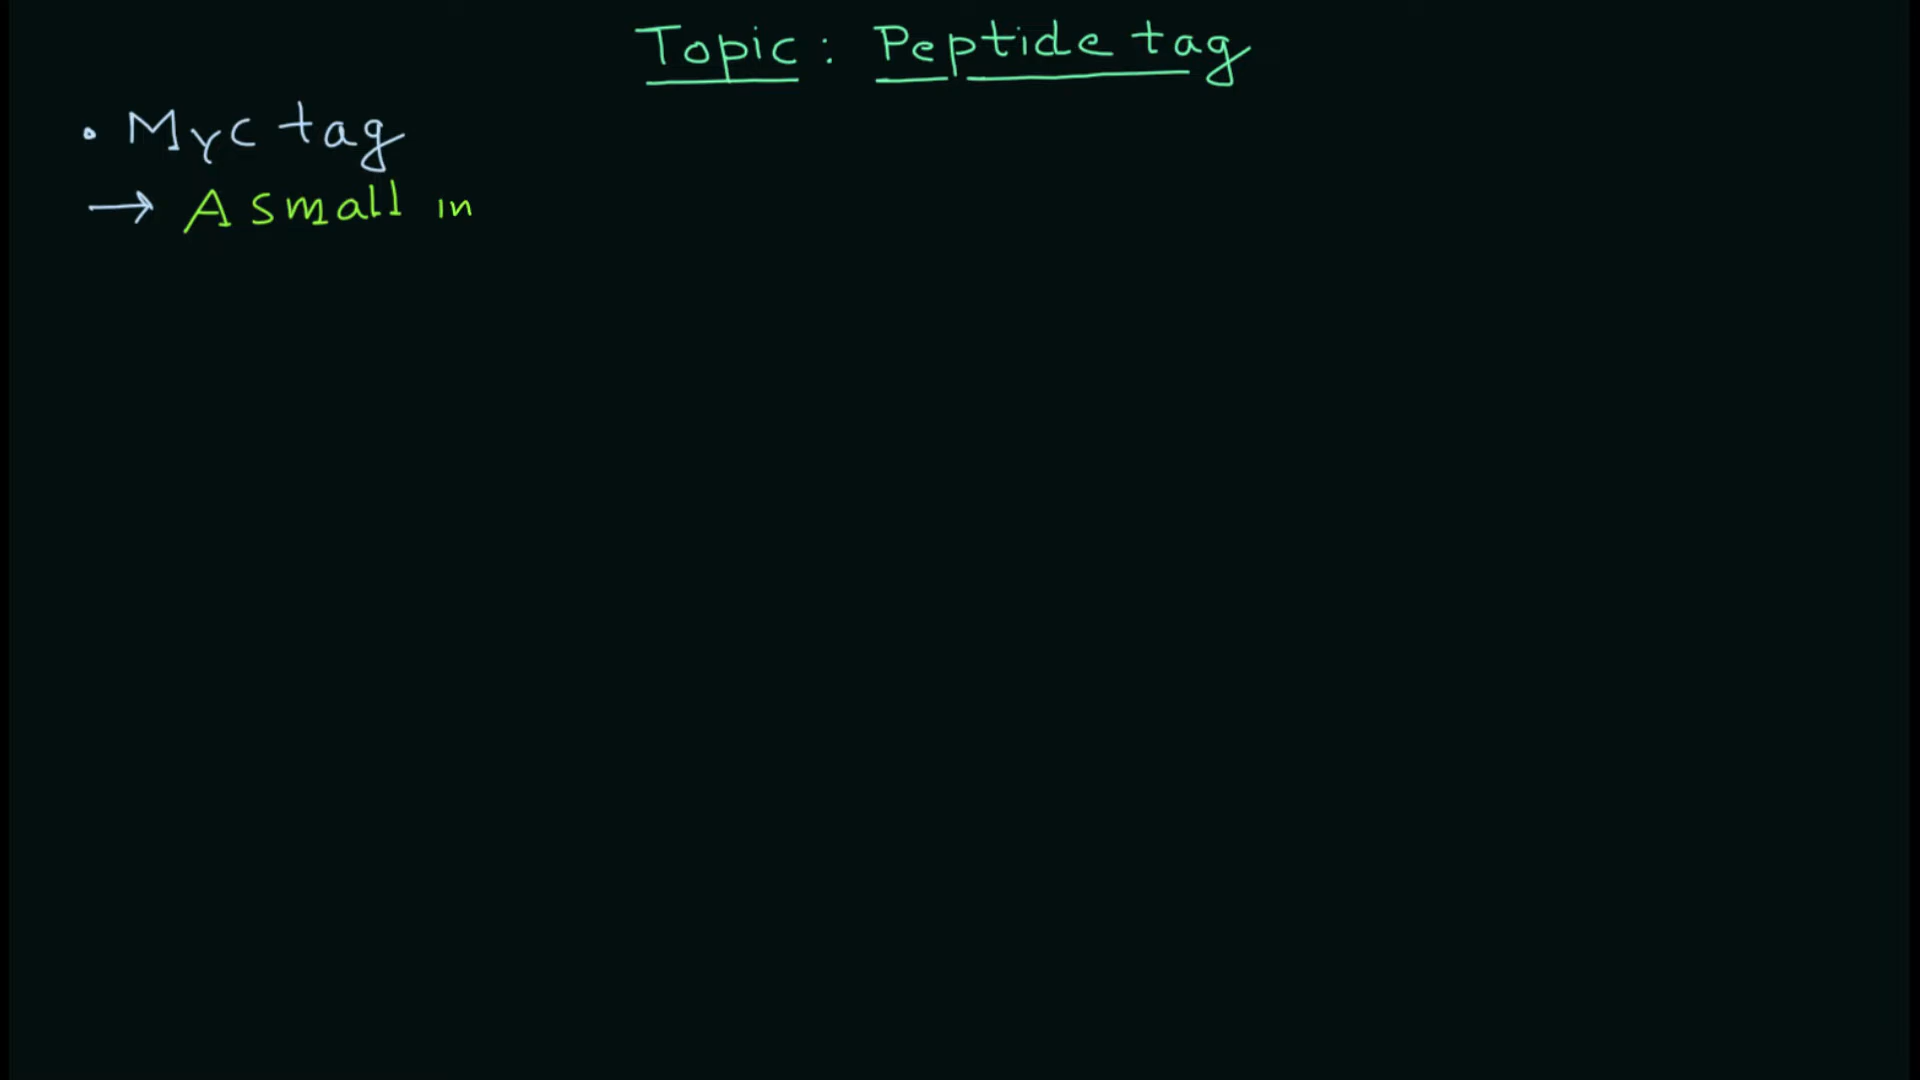 Topic: Peptide tag
• Myc tag
→ A small in